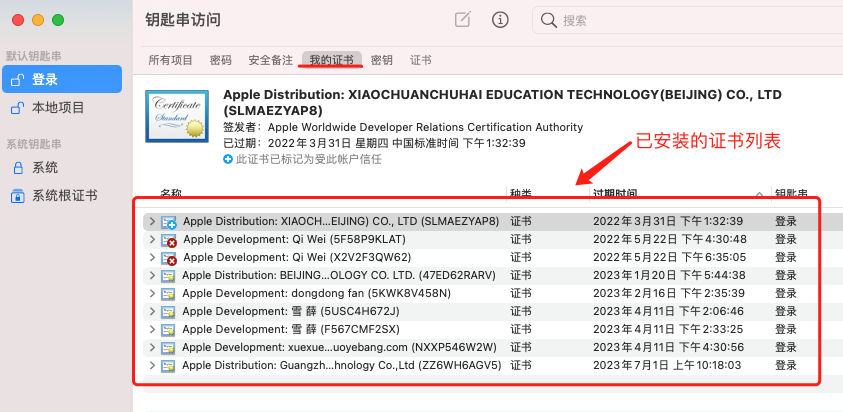 钥匙串访问
搜索
默认钥匙串
登录
本地项目
系统钥匙串
系统
系统根证书
所有项目 密码 安全备注 我的证书 密钥 证书
Certificate
Standard
Apple Distribution: XIAOCHUANCHUHAI EDUCATION TECHNOLOGY(BEIJING) CO., LTD
(SLMAEZYAP8)
签发者: Apple Worldwide Developer Relations Certification Authority
已过期: 2022年3月31日 星期四 中国标准时间 下午1:32:39
此证书已标记为受此帐户信任
已安装的证书列表
名称 种类 过期时间 钥匙串
Apple Distribution: XIAOCH...EIJING) CO., LTD (SLMAEZYAP8) 证书 2022年3月31日 下午1:32:39 登录
Apple Development: Qi Wei (5F58P9KLAT) 证书 2022年5月22日 下午4:30:48 登录
Apple Development: Qi Wei (X2V2F3QW62) 证书 2022年5月22日 下午6:35:05 登录
Apple Distribution: BEIJING...OLOGY CO. LTD. (47ED62RARV) 证书 2023年1月20日 下午5:44:38 登录
Apple Development: dongdong fan (5KWK8V458N) 证书 2023年2月16日 下午2:35:39 登录
Apple Development: 雪 薛 (5USC4H672J) 证书 2023年4月11日 下午2:06:46 登录
Apple Development: 雪 薛 (F567CMF2SX) 证书 2023年4月11日 下午2:33:25 登录
Apple Development: xuexue...uoyebang.com (NXXP546W2W) 证书 2023年4月11日 下午4:30:56 登录
Apple Distribution: Guangzh...hnology Co.,Ltd (ZZ6WH6AGV5) 证书 2023年7月1日 上午10:18:03 登录